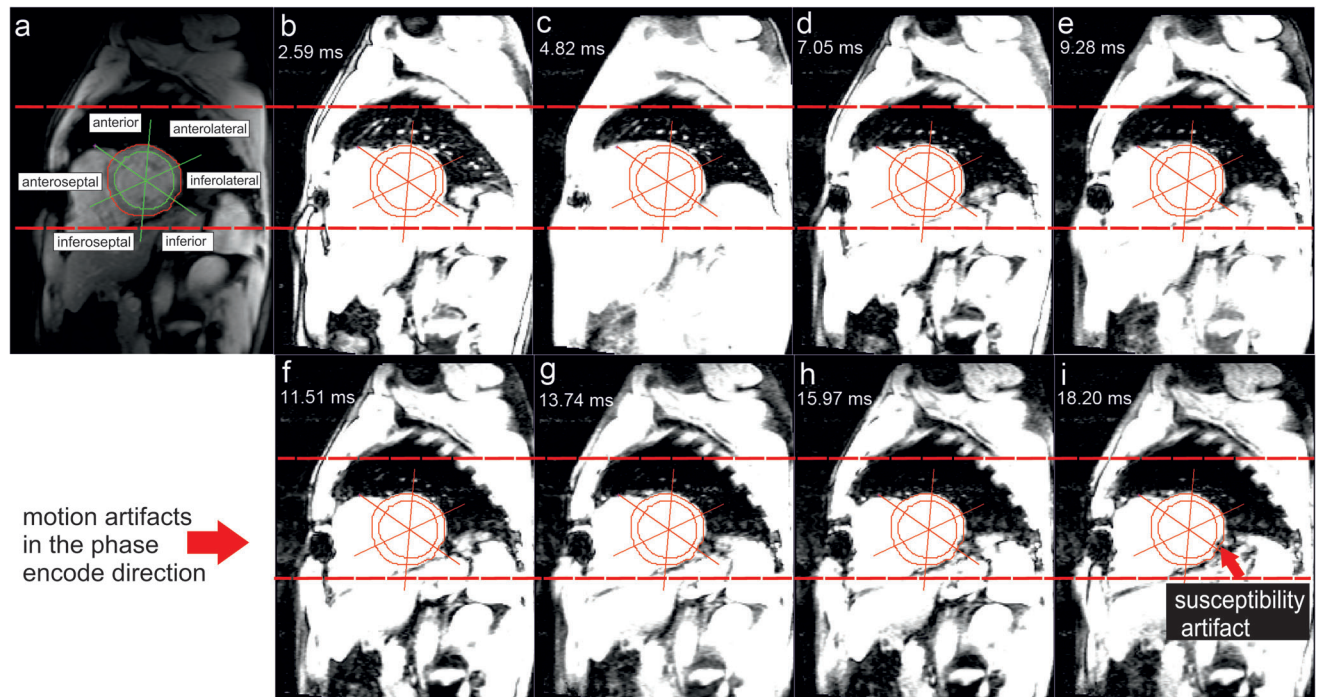 a
anterior
anterolateral
anteroseptal
inferolateral
inferoseptal
inferior
b
2.59 ms
c
4.82 ms
d
7.05 ms
e
9.28 ms
f
11.51 ms
g
13.74 ms
h
15.97 ms
i
18.20 ms
motion artifacts
in the phase
encode direction
susceptibility
artifact